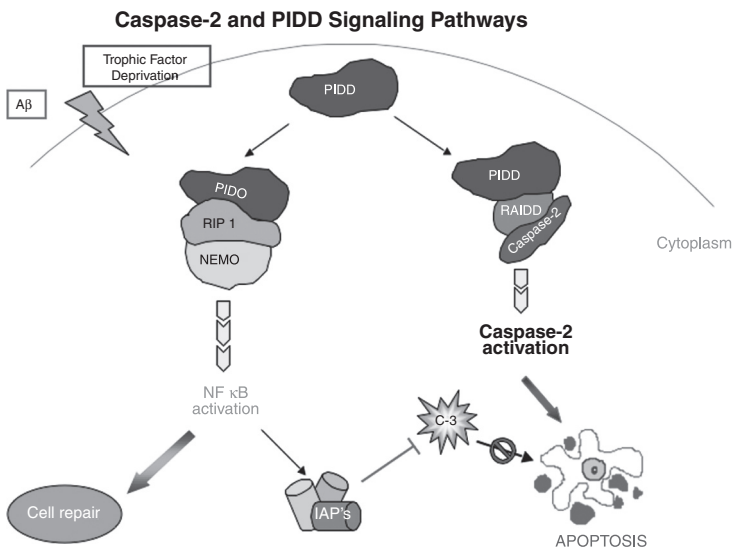 Caspase-2 and PIDD Signaling Pathways
Trophic Factor
Deprivation
Aβ
PIDD
PIDO
RIP 1
NEMO
PIDD
RAIDD
Caspase-2
Cytoplasm
Caspase-2
activation
NF κB
activation
C-3
Cell repair
IAP's
APOPTOSIS